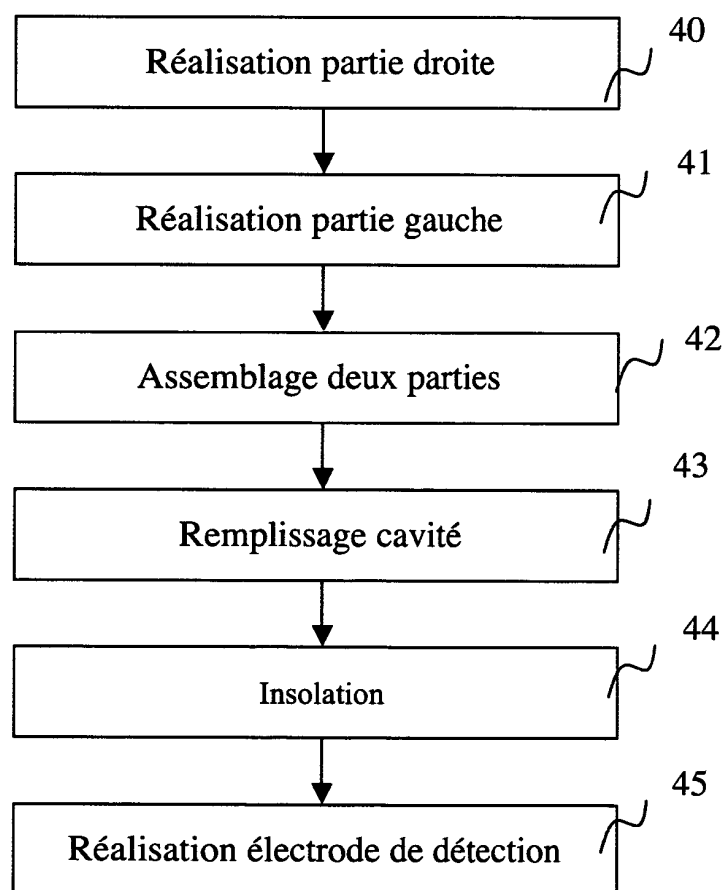 40
Réalisation partie droite
41
Réalisation partie gauche
42
Assemblage deux parties
43
Remplissage cavité
44
Insolation
45
Réalisation électrode de détection